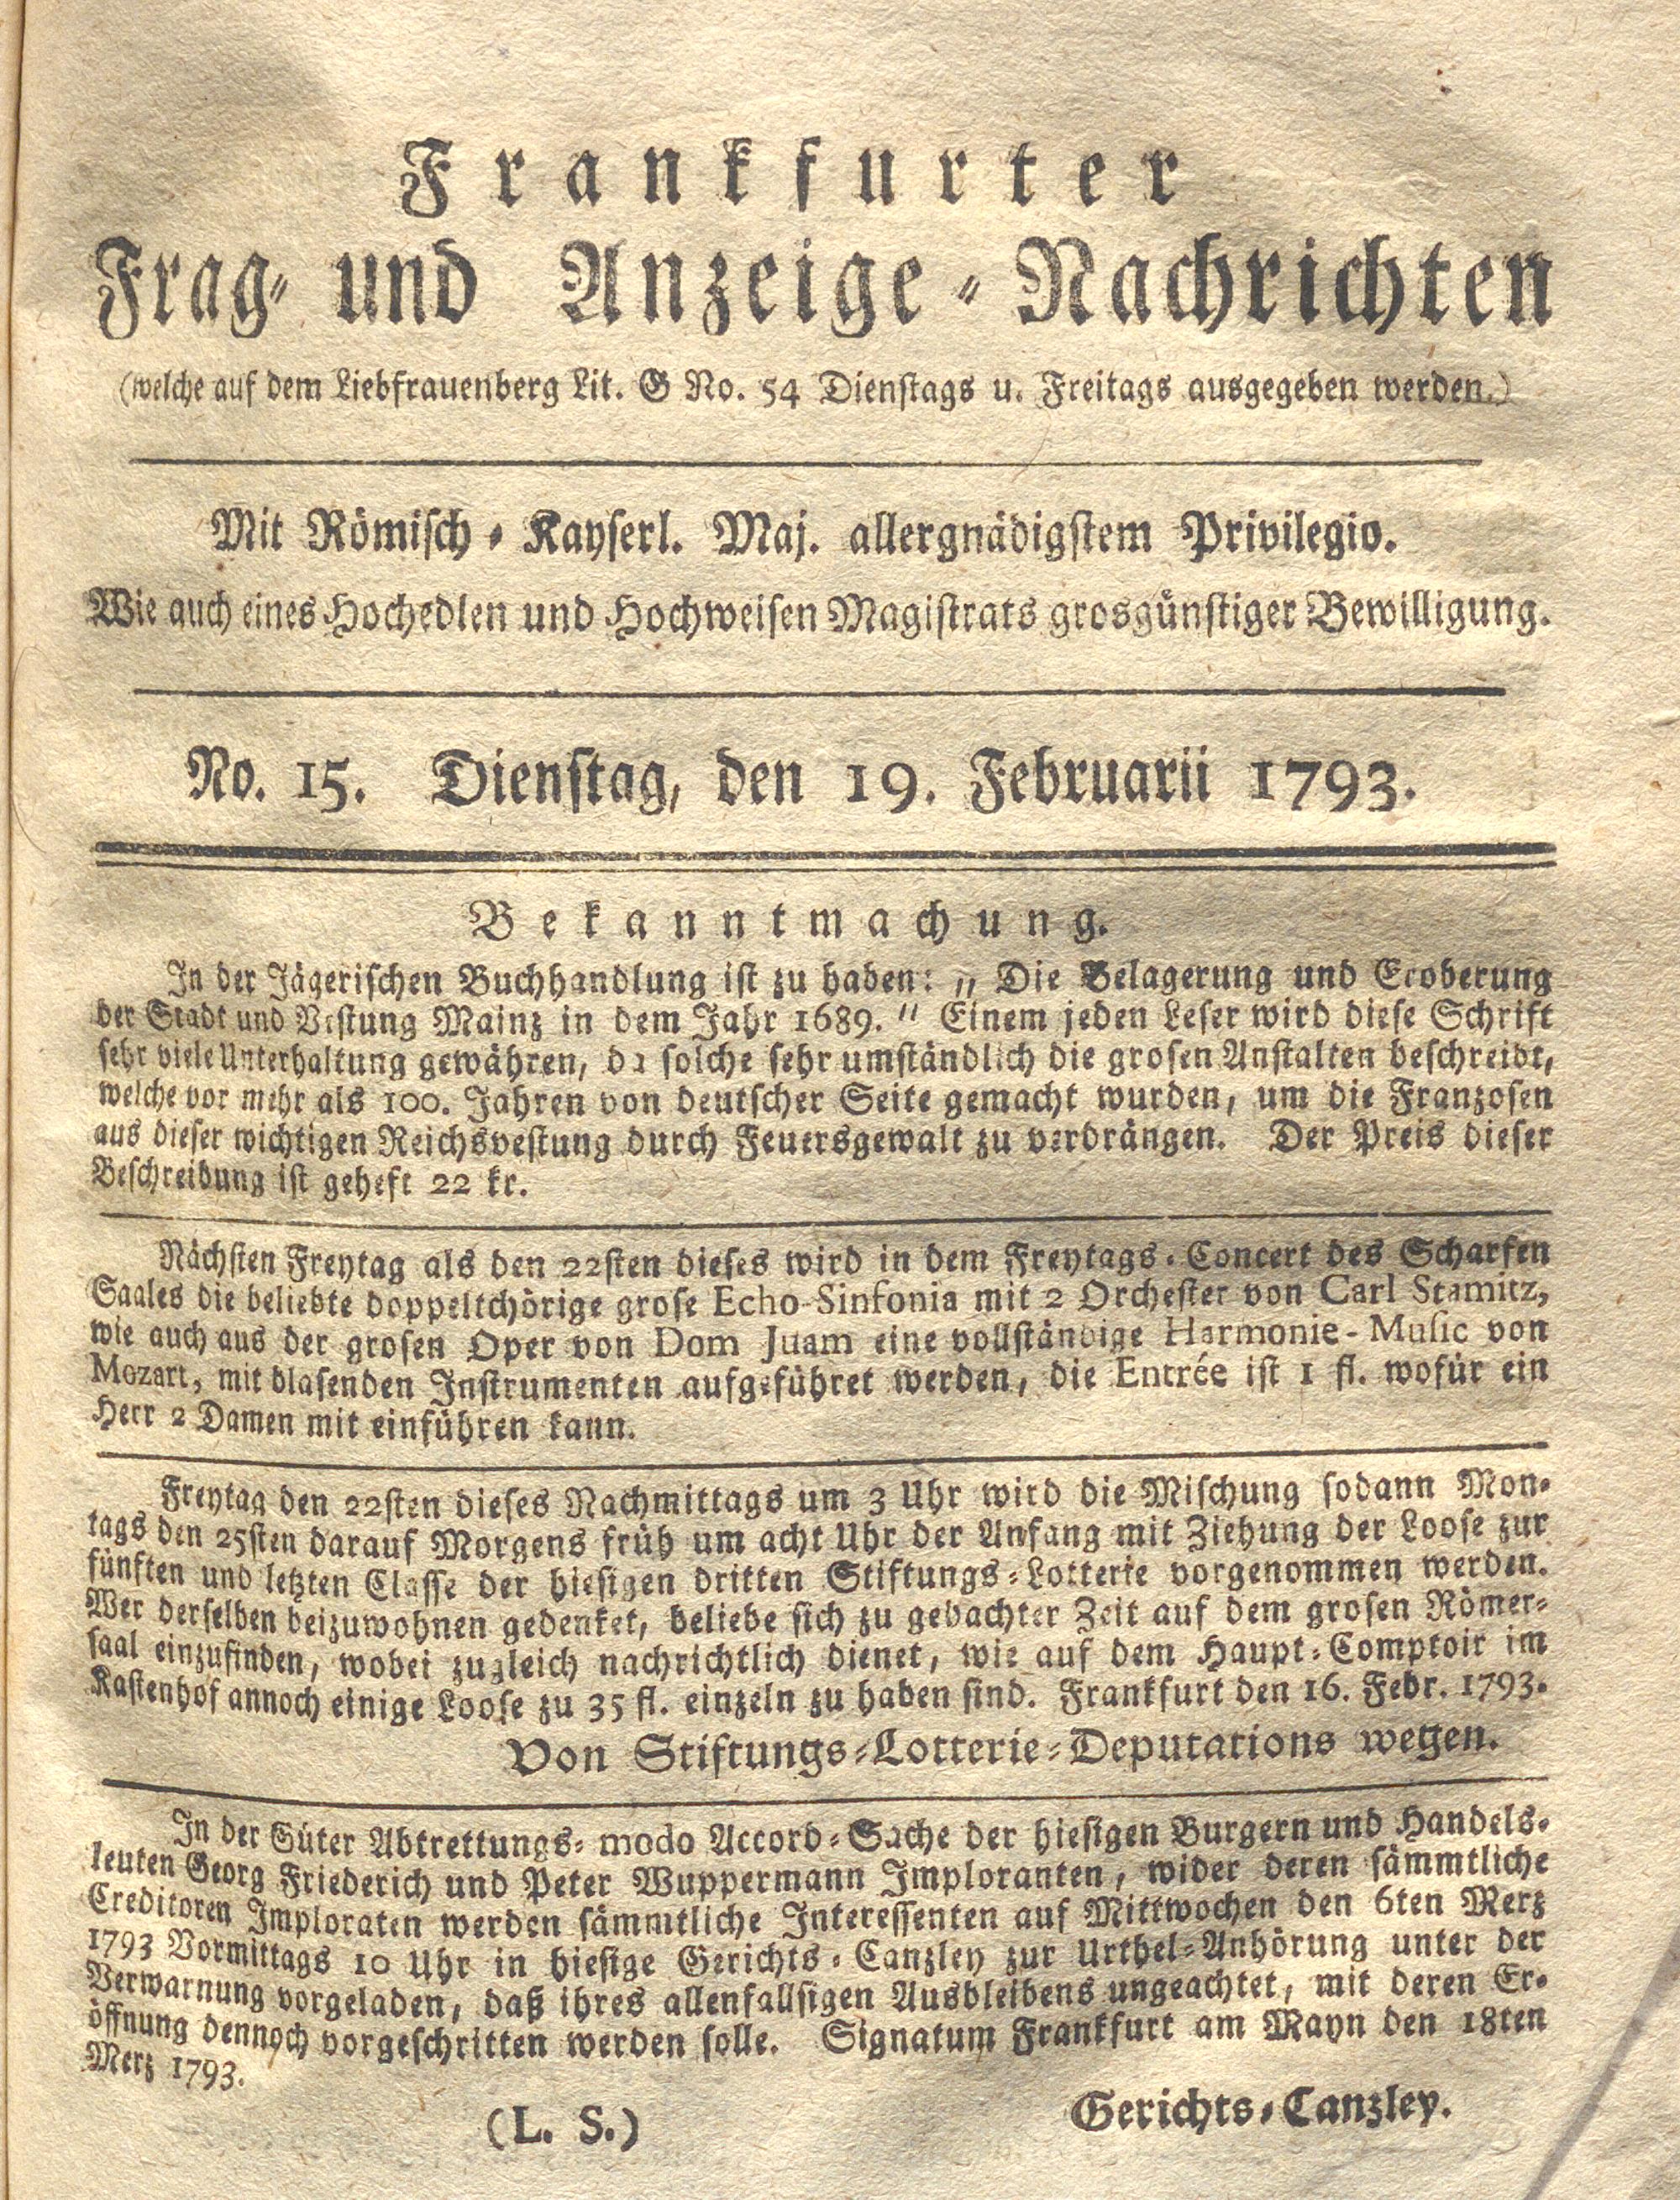 Frankfurter
Frag- und Anzeige-Nachrichten
(welche auf dem Liebfrauenberg Lit. G No. 54 Dienstags u. Freitags ausgegeben werden.)
Mit Römisch-Kayserl. Maj. allergnädigstem Privilegio.
Wie auch eines Hochedlen und Hochweisen Magistrats grosgünstiger Bewilligung.
No. 15. Dienstag, den 19. Februarii 1793.
Bekanntmachung.
In der Jägerischen Buchhandlung ist zu haben: „ Die Belagerung und Eroberung
der Stadt und Vestung Mainz in dem Jahr 1689. " Einem jeden Leser wird diese Schrift
sehr viele Unterhaltung gewähren, da solche sehr umständlich die grosen Anstalten beschreibt,
welche vor mehr als 100. Jahren von deutscher Seite gemacht wurden, um die Franzosen
aus dieser wichtigen Reichsvestung durch Feuersgewalt zu verdrängen. Der Preis dieser
Beschreibung ist geheft 22 kr.
Nächsten Freytag als den 22sten dieses wird in dem Freytags-Concert des Scharfen
Saales die beliebte doppeltchörige grose Echo-Sinfonia mit 2 Orchester von Carl Stamitz,
wie auch aus der grosen Oper von Dom Juam eine vollständige Harmonie-Music von
Mozart, mit blasenden Instrumenten aufgeführet werden, die Entrée ist 1 fl. wofür ein
Herr 2 Damen mit einführen kann.
Freytag den 22sten dieses Nachmittags um 3 Uhr wird die Mischung sodann Mon-
tags den 25sten darauf Morgens früh um acht Uhr der Anfang mit Ziehung der Loose zur
fünften und letzten Classe der hiesigen dritten Stiftungs-Lotterie vorgenommen werden.
Wer derselben beizuwohnen gedenket, beliebe sich zu gedachter Zeit auf dem grosen Römer-
saal einzufinden, wobei zugleich nachrichtlich dienet, wie auf dem Haupt-Comptoir im
Kastenhof annoch einige Loose zu 35 fl. einzeln zu haben sind. Frankfurt den 16. Febr. 1793.
Von Stiftungs-Lotterie-Deputations wegen.
In der Güter Abtrettungs- modo Accord-Sache der hiesigen Burgern und Handels-
leuten Georg Friederich und Peter Wuppermann Imploranten, wider deren sämmtliche
Creditoren Imploraten werden sämmtliche Interessenten auf Mittwochen den 6ten Merz
1793 Vormittags 10 Uhr in hiesige Gerichts-Canzley zur Urthel-Anhörung unter der
Verwarnung vorgeladen, daß ihres allenfallsigen Ausbleibens ungeachtet, mit deren Er-
öffnung dennoch vorgeschritten werden solle. Signatum Frankfurt am Mayn den 18ten
Merz 1793.
(L. S.) Gerichts-Canzley.